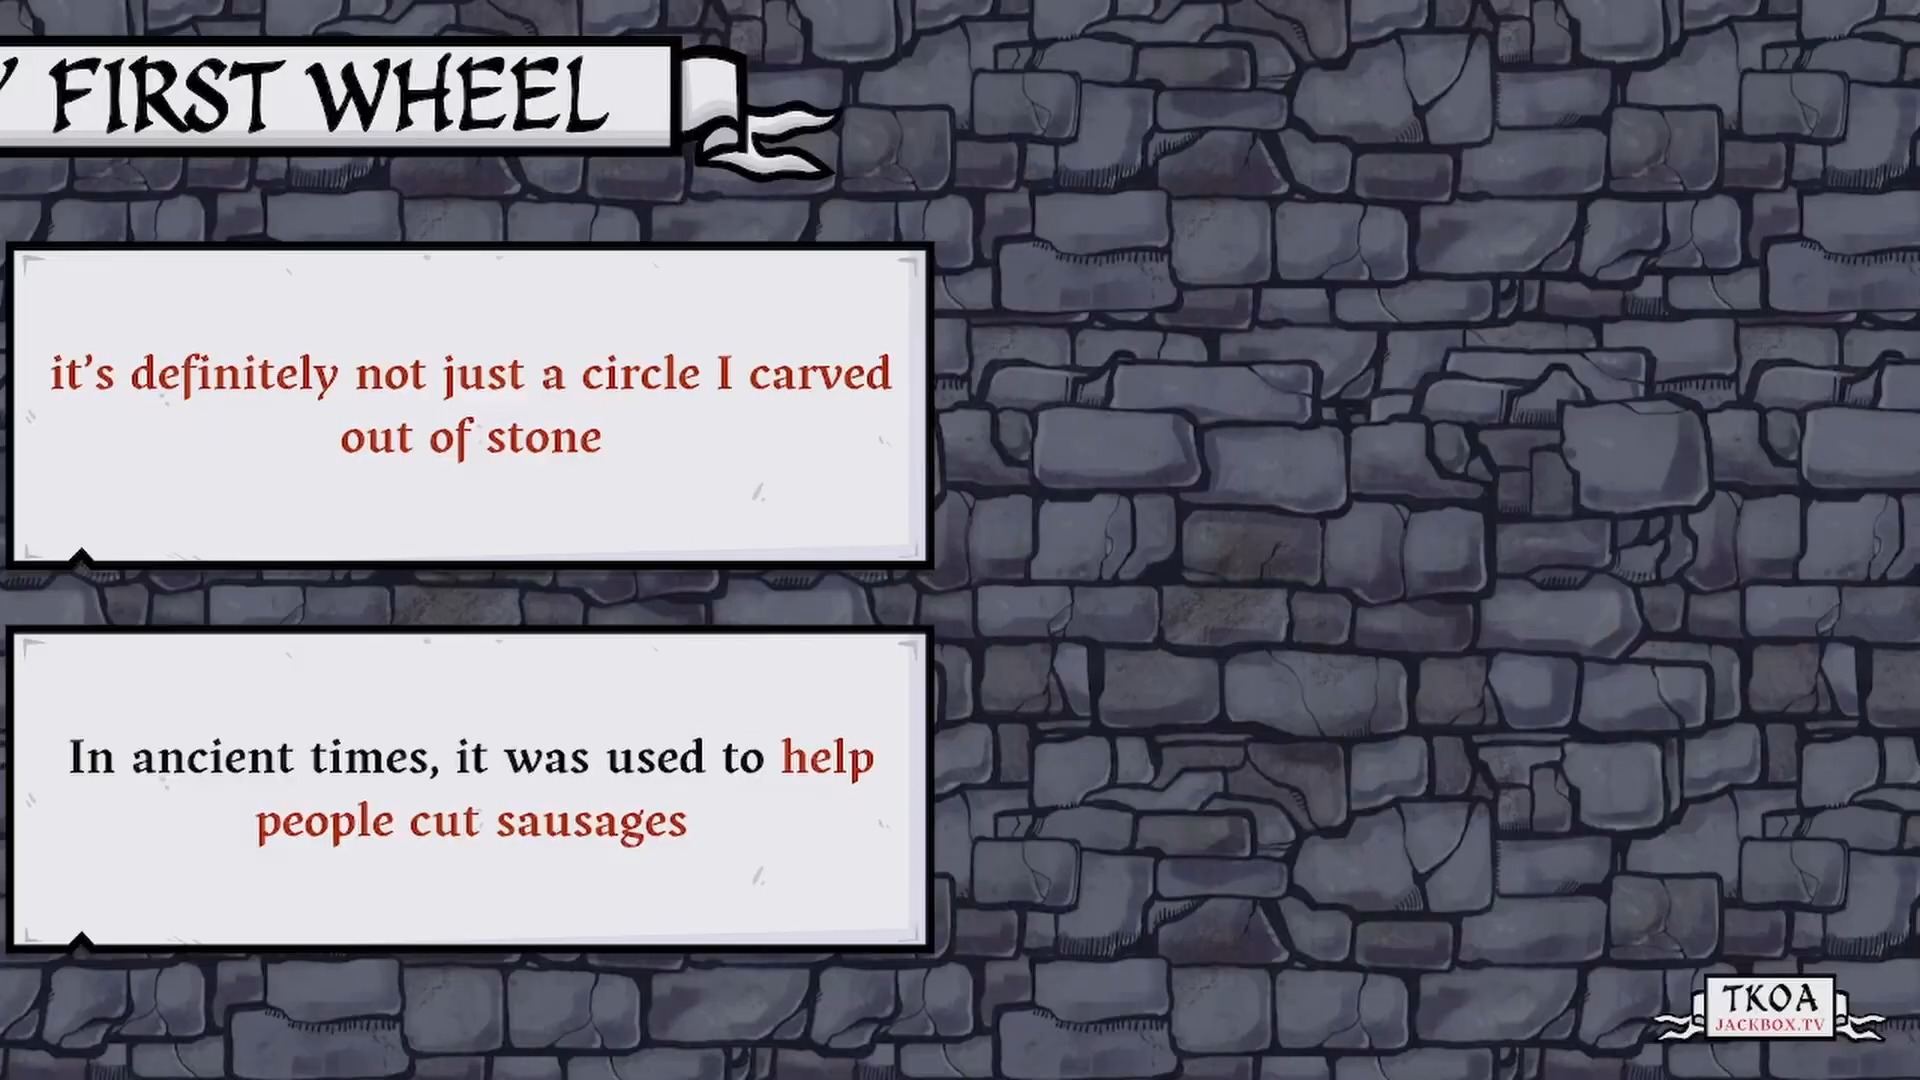 FIRST WHEEL
it's definitely not just a circle I carved
out of stone
In ancient times, it was used to help
people cut sausages
TKOA
JACKBOX.TV